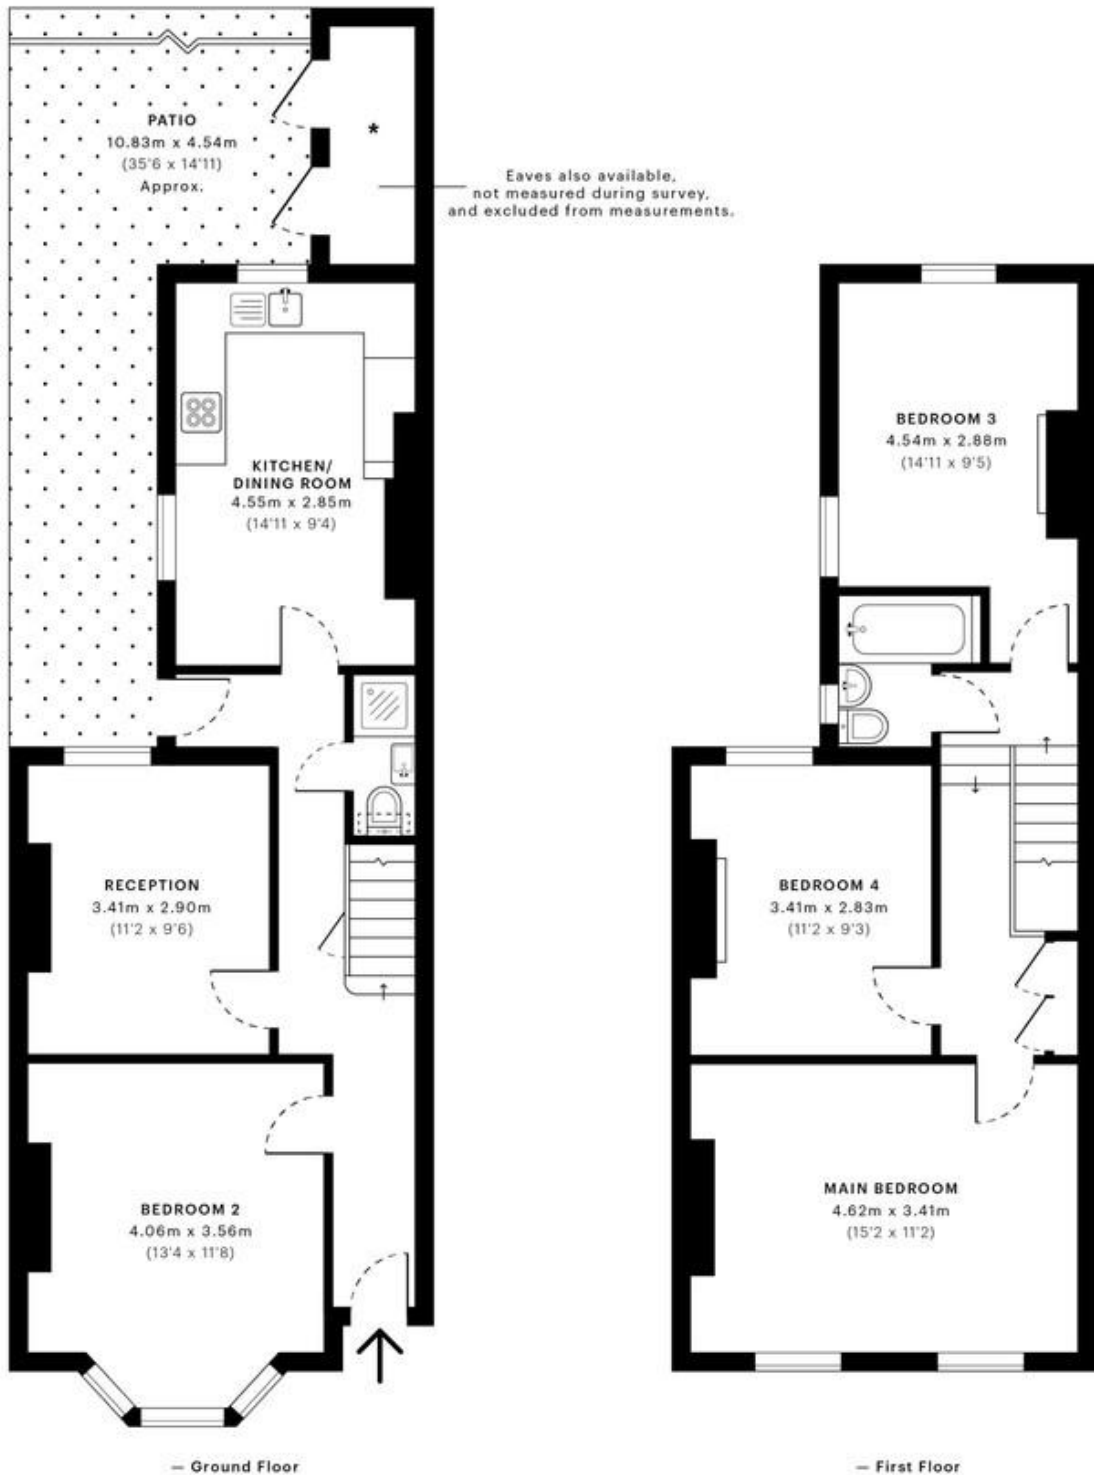 PATIO
10.83m x 4.54m
(35'6 x 14'11)
Approx.
*
Eaves also available,
not measured during survey,
and excluded from measurements.
KITCHEN/
DINING ROOM
4.55m x 2.85m
(14'11 x 9'4)
RECEPTION
3.41m x 2.90m
(11'2 x 9'6)
BEDROOM 2
4.06m x 3.56m
(13'4 x 11'8)
— Ground Floor
BEDROOM 3
4.54m x 2.88m
(14'11 x 9'5)
BEDROOM 4
3.41m x 2.83m
(11'2 x 9'3)
MAIN BEDROOM
4.62m x 3.41m
(15'2 x 11'2)
— First Floor